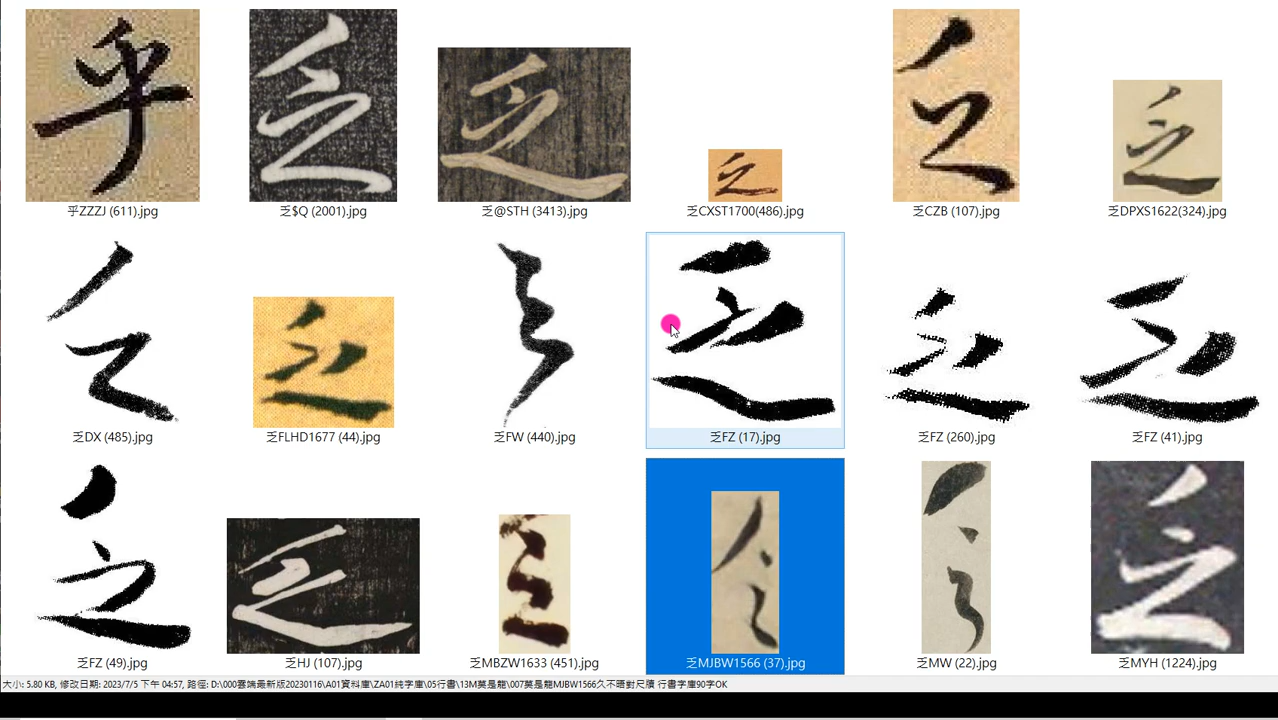 乎ZZZJ (611).jpg 乏$Q (2001).jpg 乏@STH (3413).jpg 乏CXST1700(486).jpg 乏CZB (107).jpg 乏DPXS1622(324).jpg
乏DX (485).jpg 乏FLHD1677 (44).jpg 乏FW (440).jpg 乏FZ (17).jpg 乏FZ (260).jpg 乏FZ (41).jpg
乏FZ (49).jpg 乏HJ (107).jpg 乏MBZW1633 (451).jpg 乏MJBW1566 (37).jpg 乏MW (22).jpg 乏MYH (1224).jpg
大小: 5.80 KB, 修改日期: 2023/7/5 下午 04:57, 路徑: D:\000雲端最新版20230116\A01資料庫\ZA01純字庫\05行書\13M莫是龍\007莫是龍MJBW1566久不晤對尺牘 行書字庫90字OK